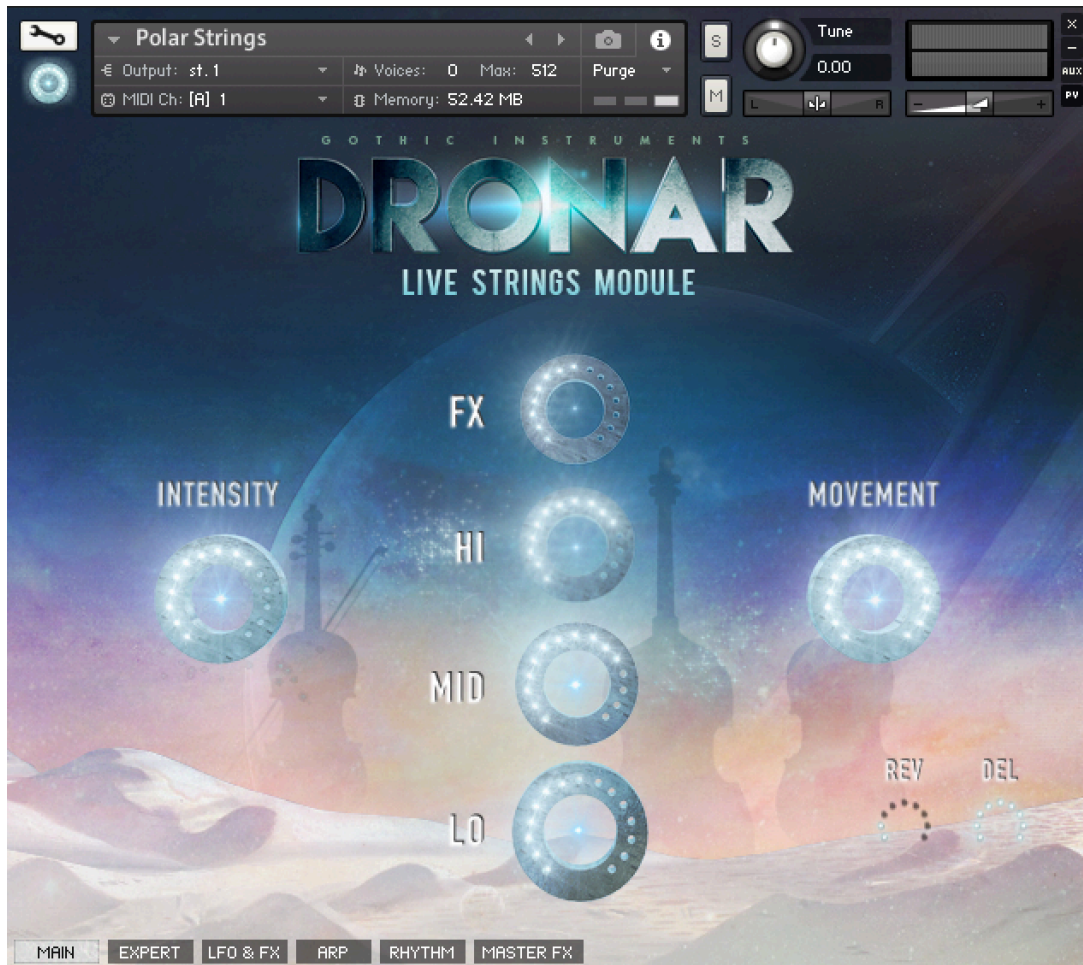 Polar Strings
Output: st.1
Voices: 0 Max: 512
Purge
MIDI Ch: [A] 1
Memory: 52.42 MB
S
M
Tune
0.00
L R
- +
X
-
AUX
PV
GOTHIC INSTRUMENTS
DRONAR
LIVE STRINGS MODULE
FX
INTENSITY
MOVEMENT
HI
MID
REV DEL
LO
MAIN EXPERT LFO & FX ARP RHYTHM MASTER FX